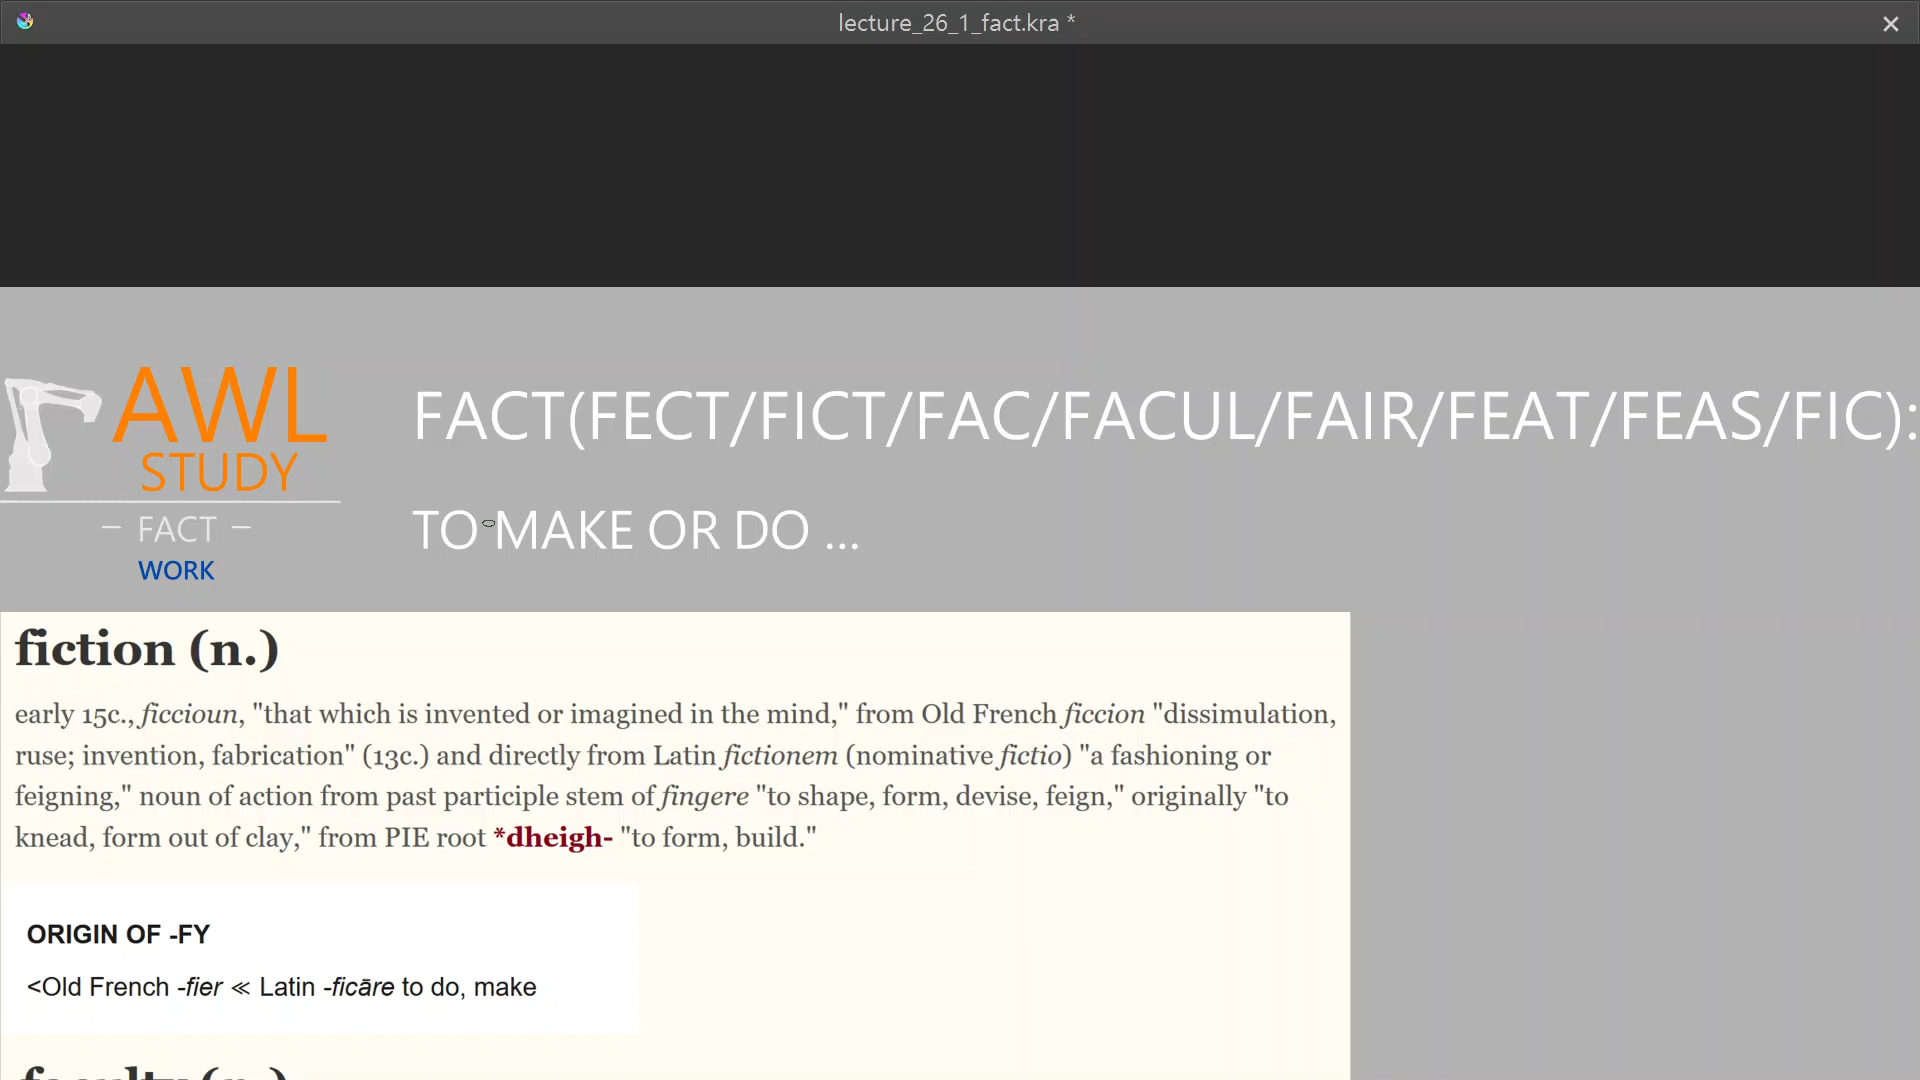 lecture_26_1_fact.kra *
AWL
STUDY
– FACT –
WORK
FACT(FECT/FICT/FAC/FACUL/FAIR/FEAT/FEAS/FIC):
TO MAKE OR DO ...
fiction (n.)
early 15c., ficcioun, "that which is invented or imagined in the mind," from Old French ficcion "dissimulation,
ruse; invention, fabrication" (13c.) and directly from Latin fictionem (nominative fictio) "a fashioning or
feigning," noun of action from past participle stem of fingere "to shape, form, devise, feign," originally "to
knead, form out of clay," from PIE root *dheigh- "to form, build."
ORIGIN OF -FY
<Old French -fier ≪ Latin -ficāre to do, make
faculty (n.)